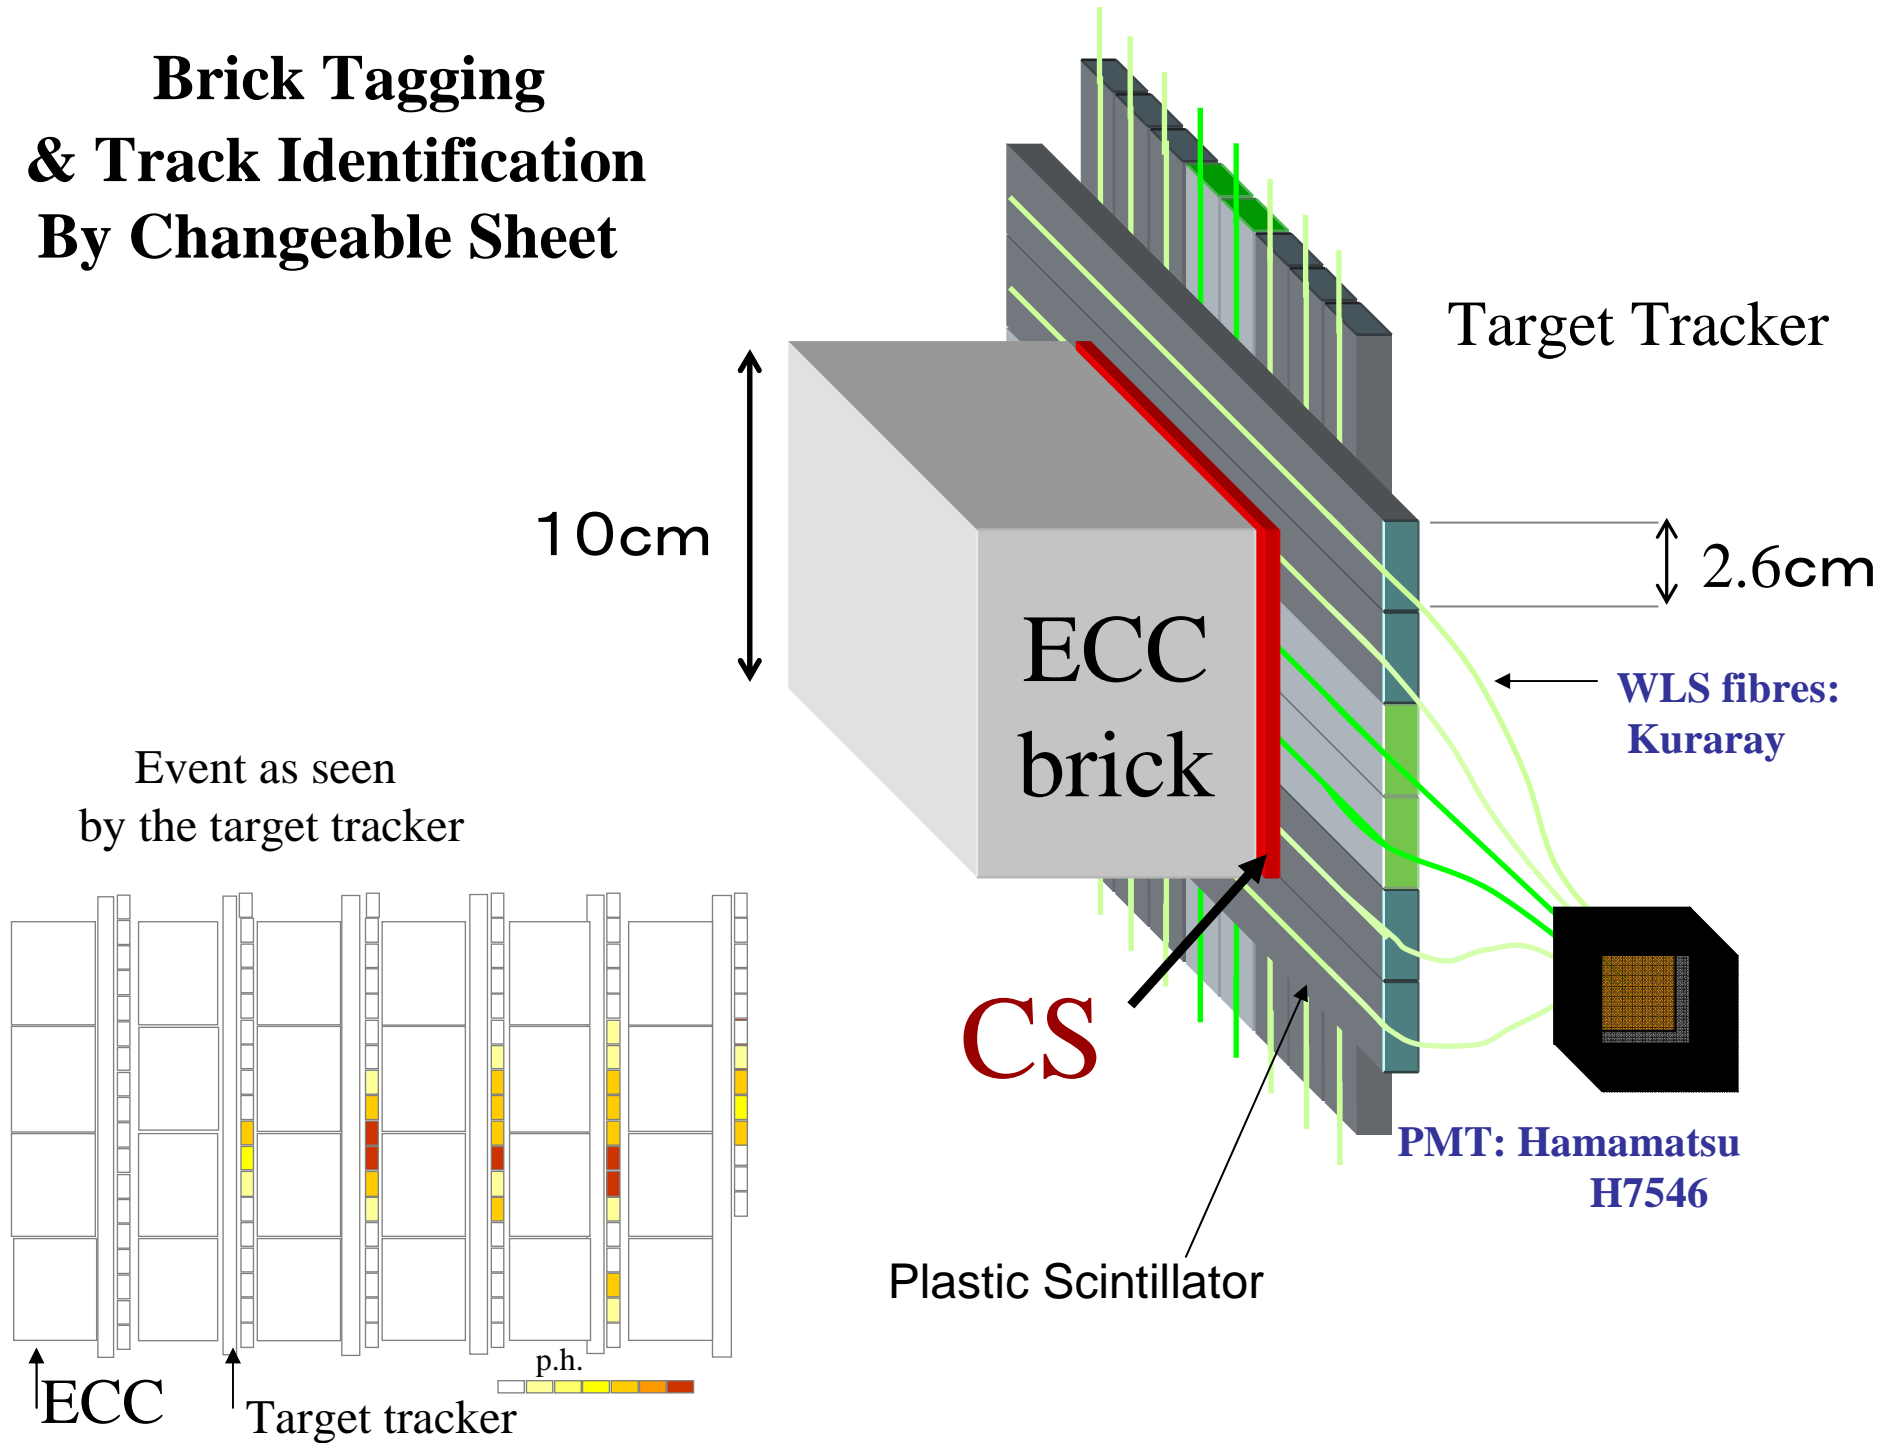 Brick Tagging
& Track Identification
By Changeable Sheet
Target Tracker
10cm
2.6cm
ECC
brick
WLS fibres:
Kuraray
Event as seen
by the target tracker
CS
PMT: Hamamatsu
H7546
Plastic Scintillator
p.h.
ECC
Target tracker